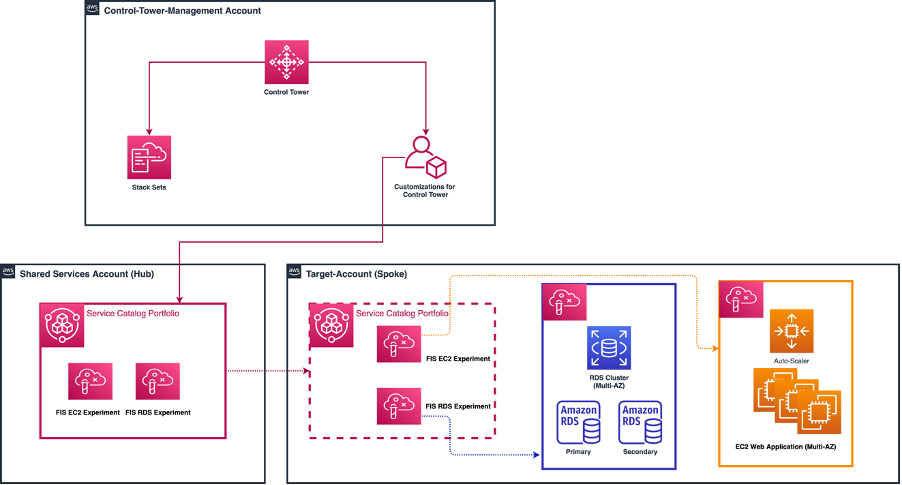 aws
Control-Tower-Management Account
Control Tower
Stack Sets
Customizations for
Control Tower
aws
Shared Services Account (Hub)
Service Catalog Portfolio
FIS EC2 Experiment
FIS RDS Experiment
aws
Target-Account (Spoke)
Service Catalog Portfolio
FIS EC2 Experiment
FIS RDS Experiment
RDS Cluster
(Multi-AZ)
Amazon
RDS
Primary
Amazon
RDS
Secondary
Auto-Scaler
EC2 Web Application (Multi-AZ)